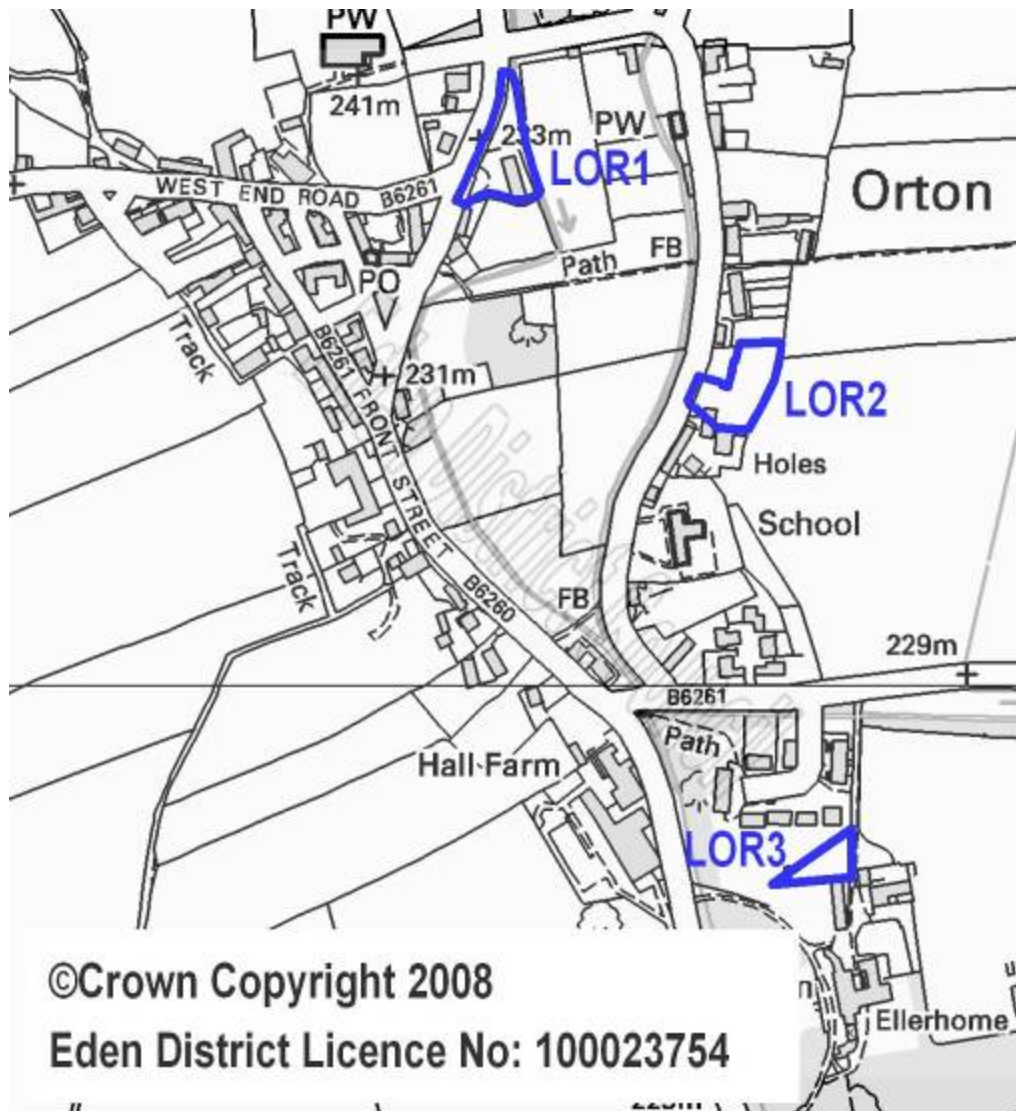 PW
241m
233m
PW
LOR1
Orton
WEST END ROAD B6261
FB
Path
PO
Track
B6261
231m
LOR2
FRONT STREET
Holes
School
Track
B6260
FB
229m
B6261
Path
Hall Farm
LOR3
©Crown Copyright 2008
Eden District Licence No: 100023754
Ellerhome